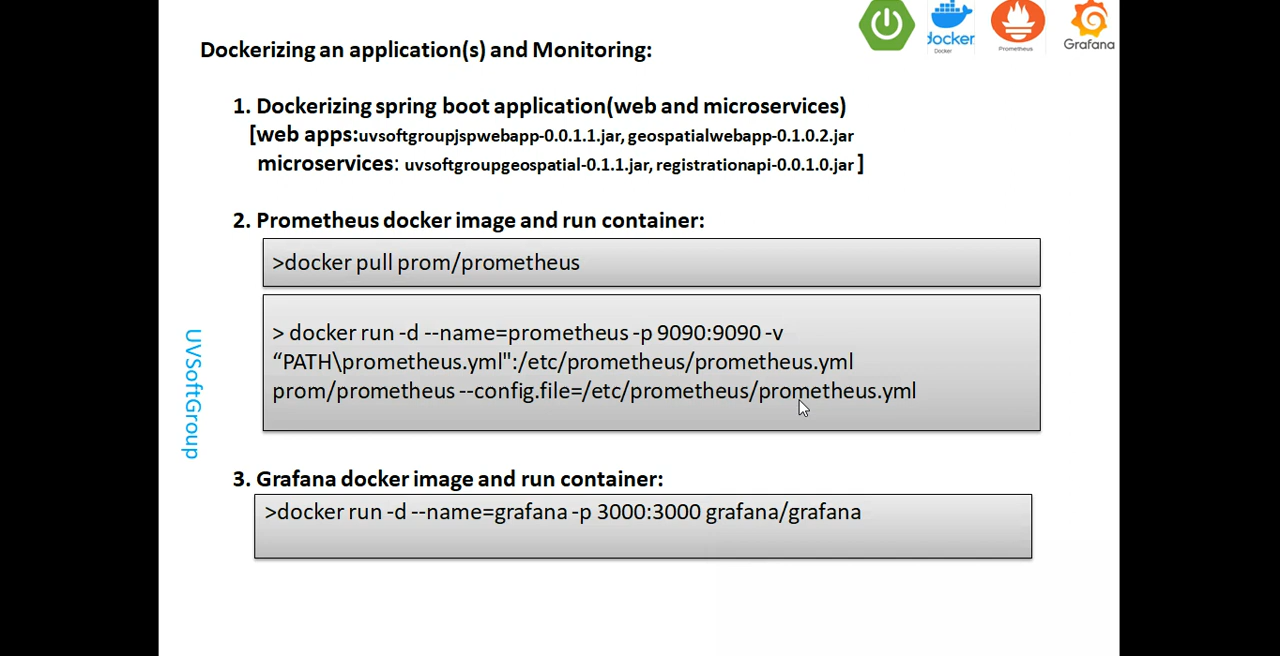 docker
Docker
Prometheus
Grafana
Dockerizing an application(s) and Monitoring:
1. Dockerizing spring boot application(web and microservices)
[web apps:uvsoftgroupjspwebapp-0.0.1.1.jar, geospatialwebapp-0.1.0.2.jar
microservices: uvsoftgroupgeospatial-0.1.1.jar, registrationapi-0.0.1.0.jar ]
2. Prometheus docker image and run container:
>docker pull prom/prometheus
> docker run -d --name=prometheus -p 9090:9090 -v
“PATH\prometheus.yml":/etc/prometheus/prometheus.yml
prom/prometheus --config.file=/etc/prometheus/prometheus.yml
UVSoftGroup
3. Grafana docker image and run container:
>docker run -d --name=grafana -p 3000:3000 grafana/grafana